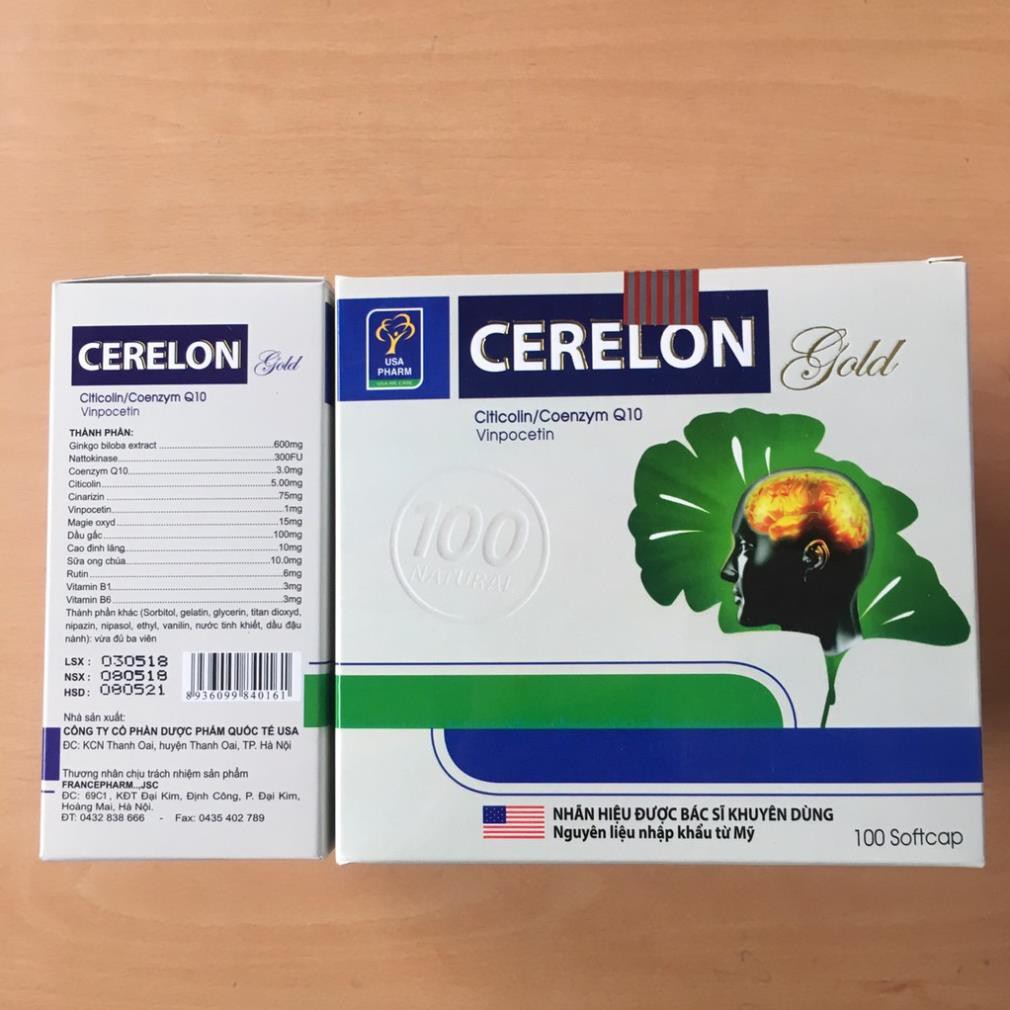 CERELON Gold
Citicolin/Coenzym Q10
Vinpocetin
THÀNH PHẦN:
Ginkgo biloba extract ..........600mg
Nattokinase..........300FU
Coenzym Q10..........3.0mg
Citicolin..........5.00mg
Cinarizin..........75mg
Vinpocetin..........1mg
Magie oxyd..........15mg
Dầu gấc..........100mg
Cao đinh lăng..........10mg
Sữa ong chúa..........10.0mg
Rutin..........6mg
Vitamin B1..........3mg
Vitamin B6..........3mg
Thành phần khác (Sorbitol, gelatin, glycerin, titan dioxyd,
nipazin, nipasol, ethyl, vanilin, nước tinh khiết, dầu đậu
nành): vừa đủ ba viên
LSX : 030518
NSX : 080518
HSD : 080521
8 936099 840161
Nhà sản xuất:
CÔNG TY CỔ PHẦN DƯỢC PHẨM QUỐC TẾ USA
ĐC: KCN Thanh Oai, huyện Thanh Oai, TP. Hà Nội
Thương nhân chịu trách nhiệm sản phẩm
FRANCEPHARM..,JSC
ĐC: 69C1, KĐT Đại Kim, Định Công, P. Đại Kim,
Hoàng Mai, Hà Nội.
ĐT: 0432 838 666 - Fax: 0435 402 789
USA
PHARM
USA WE CARE
CERELON Gold
Citicolin/Coenzym Q10
Vinpocetin
100
NATURAL
NHÃN HIỆU ĐƯỢC BÁC SĨ KHUYÊN DÙNG
Nguyên liệu nhập khẩu từ Mỹ
100 Softcap